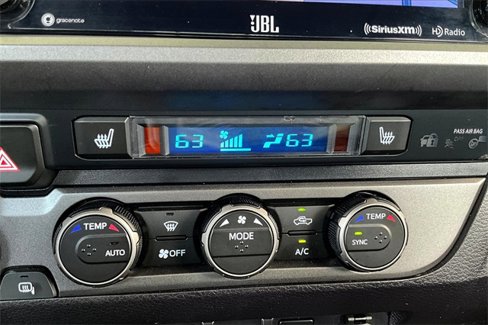 gracenote
JBL
SiriusXM
HD Radio
PASS AIR BAG
63
63
TEMP
AUTO
OFF
MODE
A/C
TEMP
SYNC